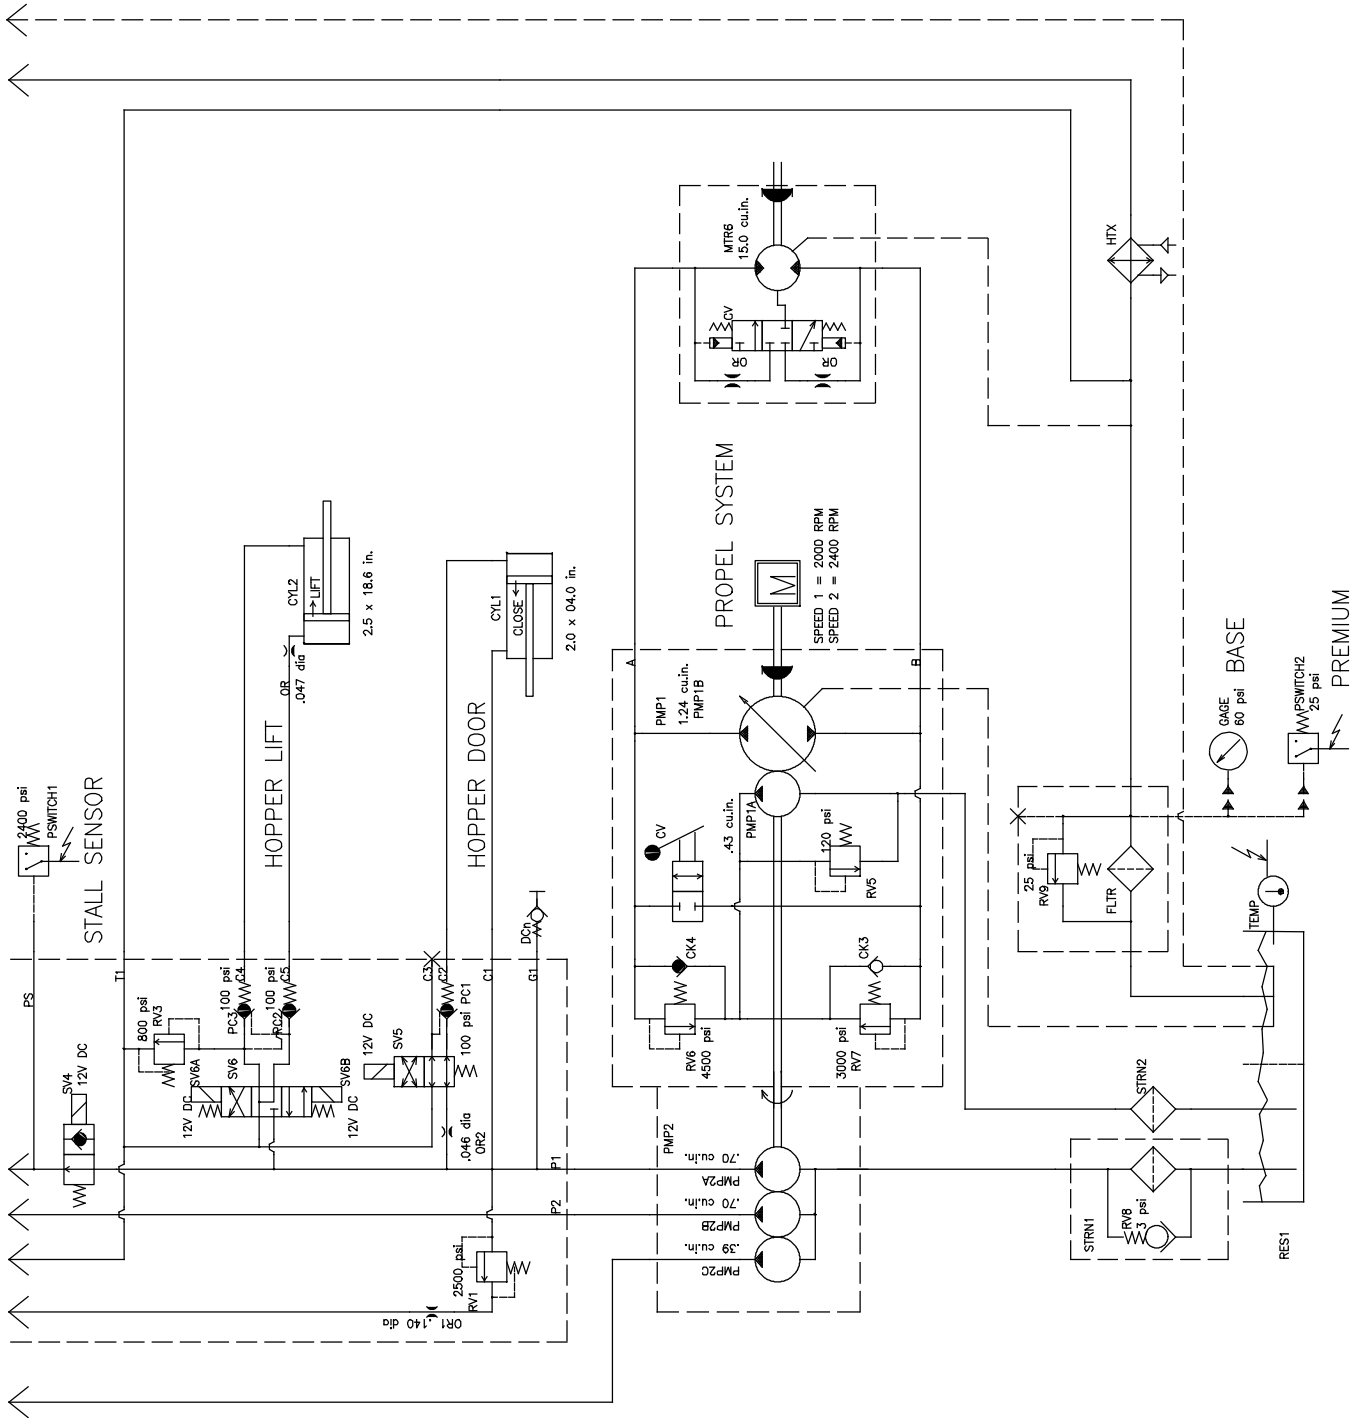 MTR6
15.0 cu.in.
CV
OR
OR
HTX
PROPEL SYSTEM
M
SPEED 1 = 2000 RPM
SPEED 2 = 2400 RPM
CYL2
LIFT
2.5 x 18.6 in.
OR
.047 dia
CYL1
CLOSE
2.0 x 04.0 in.
HOPPER LIFT
HOPPER DOOR
STALL SENSOR
2400 psi
PSWITCH1
A
B
PMP1
1.24 cu.in.
PMP1B
.43 cu.in.
PMP1A
CV
120 psi
RV5
CK4
CK3
RV6
4500 psi
3000 psi
RV7
GAGE
60 psi
BASE
PSWITCH2
25 psi
PREMIUM
25 psi
RV9
FLTR
TEMP
DCn
PS
T1
C4
C5
C3
C2
C1
G1
100 psi
PC3
100 psi
PC2
800 psi
RV3
SV4
12V DC
SV6A
SV6
SV6B
12V DC
12V DC
12V DC
SV5
100 psi
PC1
.046 dia
OR2
P1
P2
PMP2
.70 cu.in.
PMP2A
.70 cu.in.
PMP2B
.39 cu.in.
PMP2C
2500 psi
RV1
OR1 .140 dia
STRN2
STRN1
RV8
3 psi
RES1